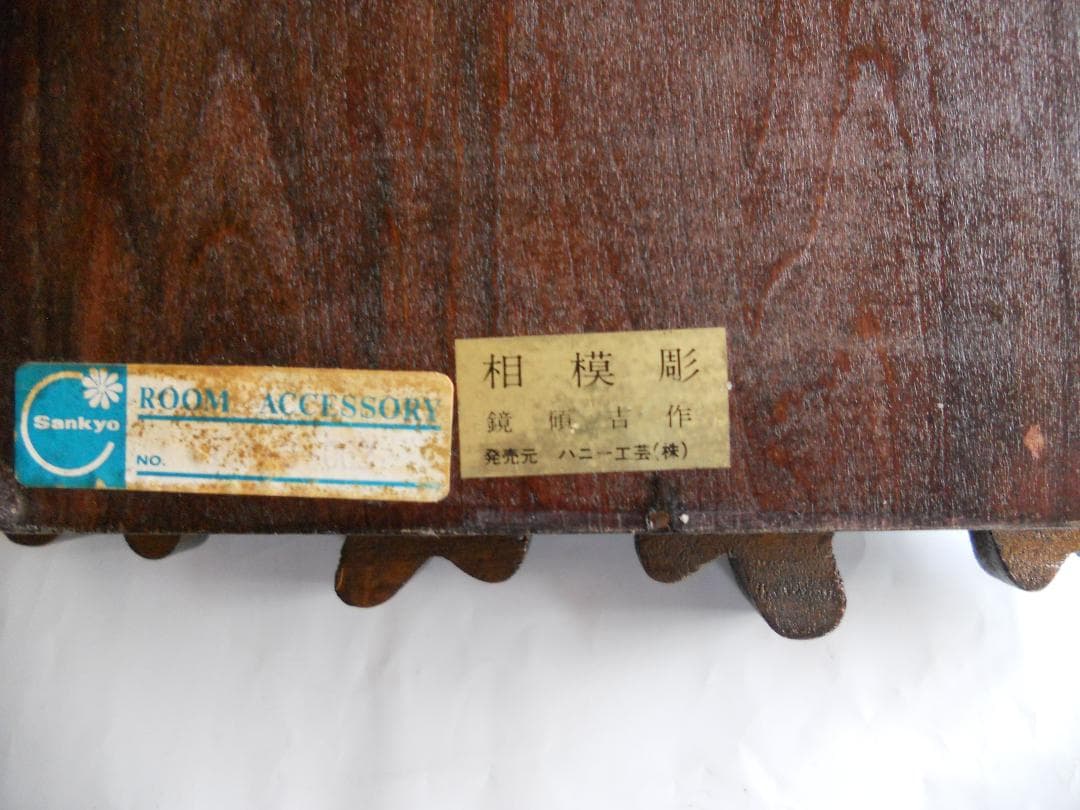 Sankyo
ROOM ACCESSORY
NO.
相模彫
鏡 碩吉 作
発売元 ハニー工芸(株)